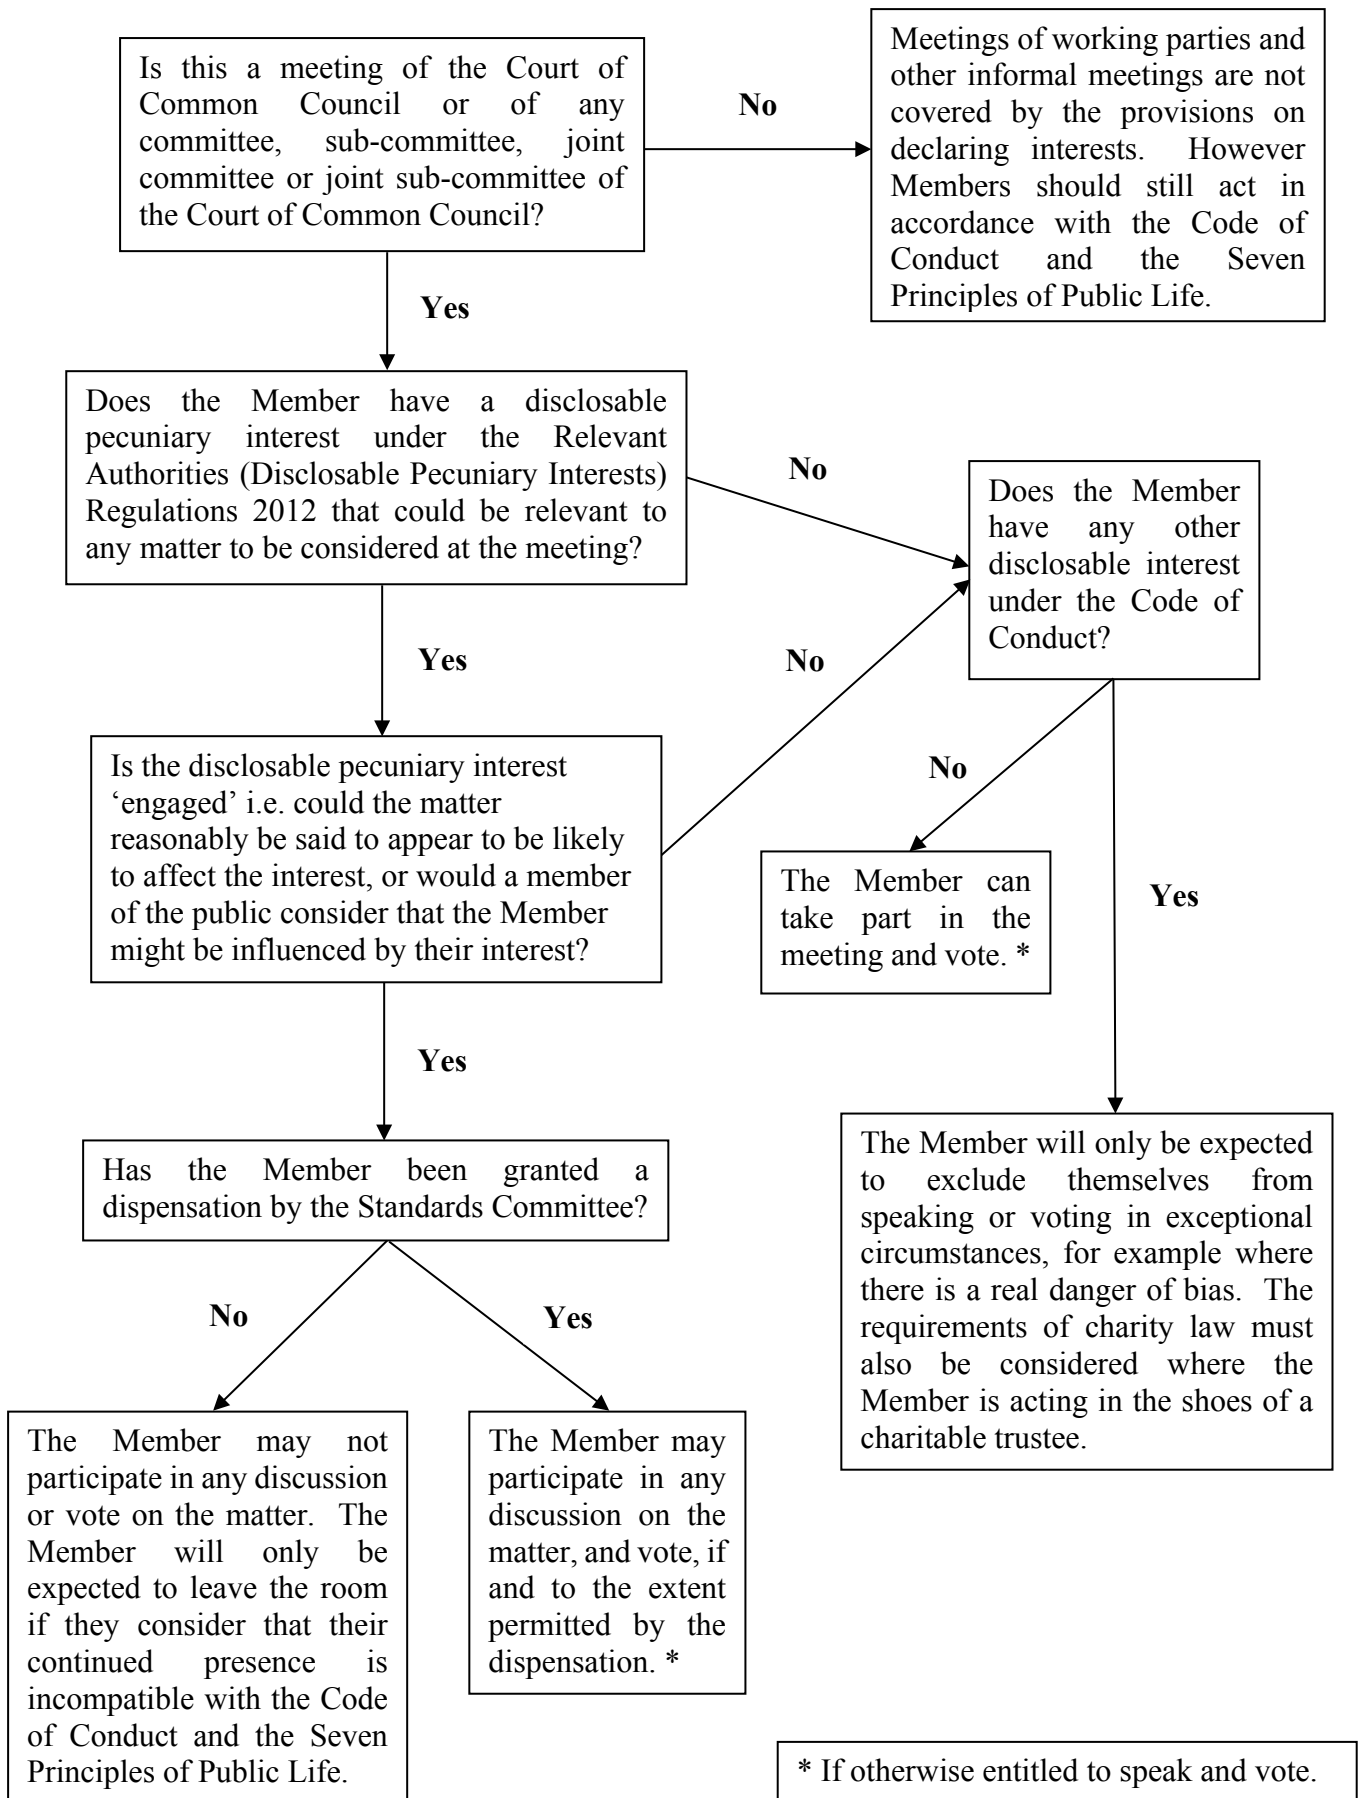 Is this a meeting of the Court of
Common Council or of any
committee, sub-committee, joint
committee or joint sub-committee of
the Court of Common Council?
No
Meetings of working parties and
other informal meetings are not
covered by the provisions on
declaring interests. However
Members should still act in
accordance with the Code of
Conduct and the Seven
Principles of Public Life.
Yes
Does the Member have a disclosable
pecuniary interest under the Relevant
Authorities (Disclosable Pecuniary Interests)
Regulations 2012 that could be relevant to
any matter to be considered at the meeting?
No
Does the Member
have any other
disclosable interest
under the Code of
Conduct?
Yes
No
Is the disclosable pecuniary interest
‘engaged’ i.e. could the matter
reasonably be said to appear to be likely
to affect the interest, or would a member
of the public consider that the Member
might be influenced by their interest?
No
The Member can
take part in the
meeting and vote. *
Yes
Yes
The Member will only be expected
to exclude themselves from
speaking or voting in exceptional
circumstances, for example where
there is a real danger of bias. The
requirements of charity law must
also be considered where the
Member is acting in the shoes of a
charitable trustee.
Has the Member been granted a
dispensation by the Standards Committee?
No
Yes
The Member may not
participate in any discussion
or vote on the matter. The
Member will only be
expected to leave the room
if they consider that their
continued presence is
incompatible with the Code
of Conduct and the Seven
Principles of Public Life.
The Member may
participate in any
discussion on the
matter, and vote, if
and to the extent
permitted by the
dispensation. *
* If otherwise entitled to speak and vote.